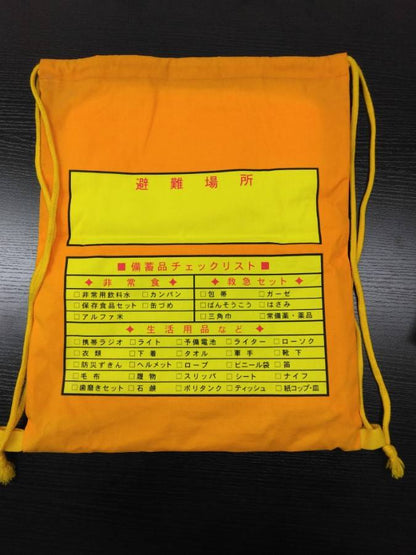 避難場所
■備蓄品チェックリスト■
◆非常食◆ ◆救急セット◆
□非常用飲料水 □カンパン □包帯 □ガーゼ
□保存食品セット □缶づめ □ばんそうこう □はさみ
□アルファ米 □三角巾 □常備薬・薬品
◆生活用品など◆
□携帯ラジオ □ライト □予備電池 □ライター □ローソク
□衣類 □下着 □タオル □軍手 □靴下
□防災ずきん □ヘルメット □ロープ □ビニール袋 □笛
□毛布 □履物 □スリッパ □シート □ナイフ
□歯磨きセット □石鹸 □ポリタンク □ティッシュ □紙コップ・皿